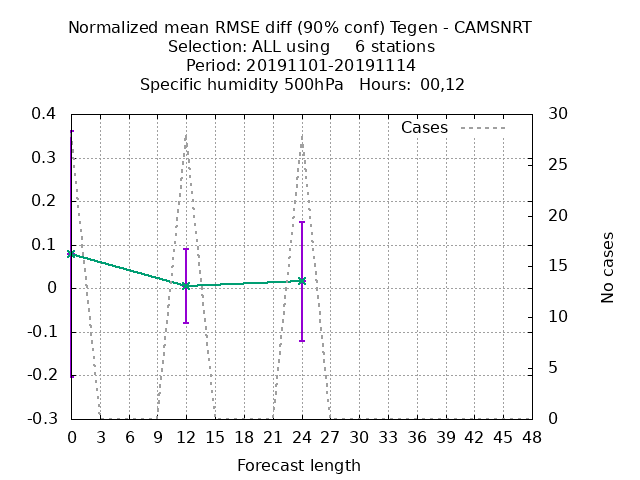 Normalized mean RMSE diff (90% conf) Tegen - CAMSNRT
Selection: ALL using     6 stations
Period: 20191101-20191114
Specific humidity 500hPa   Hours: 00,12
Cases
0.4
0.3
0.2
0.1
0
-0.1
-0.2
-0.3
30
25
20
15
10
5
0
No cases
0 3 6 9 12 15 18 21 24 27 30 33 36 39 42 45 48
Forecast length